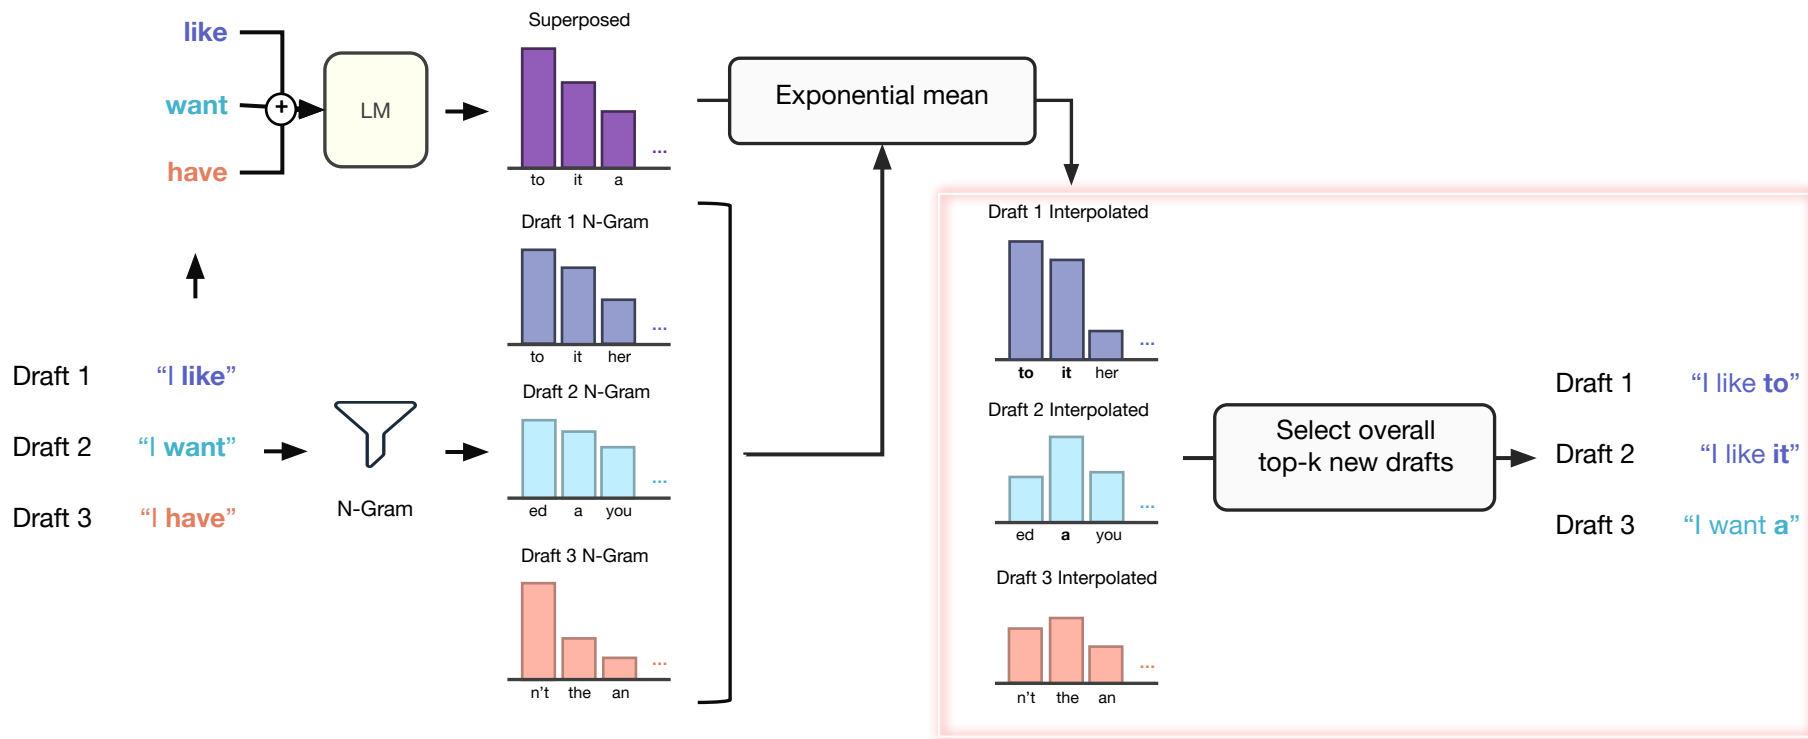 like
want
have
+
LM
Superposed
...
to it a
Exponential mean
Draft 1 N-Gram
...
to it her
Draft 1 "I like"
Draft 2 "I want"
Draft 3 "I have"
N-Gram
Draft 2 N-Gram
...
ed a you
Draft 3 N-Gram
...
n't the an
Draft 1 Interpolated
...
to it her
Draft 2 Interpolated
...
ed a you
Draft 3 Interpolated
...
n't the an
Select overall
top-k new drafts
Draft 1 "I like to"
Draft 2 "I like it"
Draft 3 "I want a"